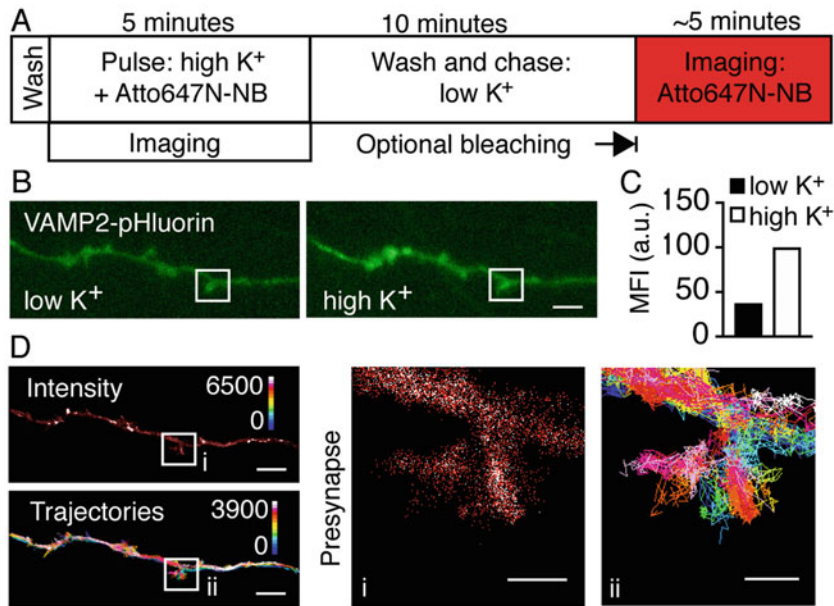 A
5 minutes
10 minutes
~5 minutes
Wash
Pulse: high K+
+ Atto647N-NB
Wash and chase:
low K+
Imaging:
Atto647N-NB
Imaging
Optional bleaching
B
VAMP2-pHluorin
low K+
high K+
C
low K+
high K+
MFI (a.u.)
150
100
50
0
D
Intensity
6500
0
i
Trajectories
3900
0
ii
Presynapse
i
ii